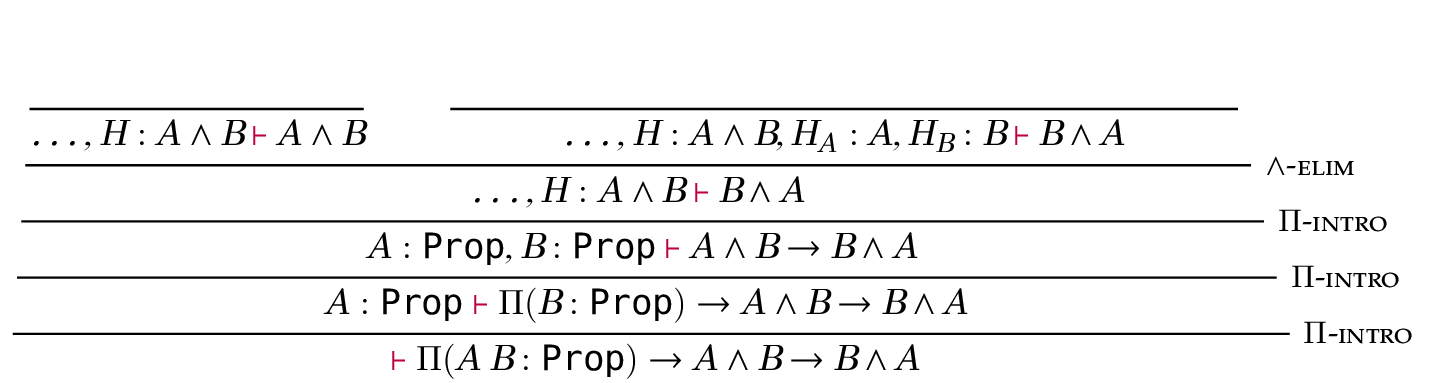 …, H : A ∧ B ⊢ A ∧ B    …, H : A ∧ B, H_A : A, H_B : B ⊢ B ∧ A
∧-ELIM
…, H : A ∧ B ⊢ B ∧ A
Π-INTRO
A : Prop, B : Prop ⊢ A ∧ B → B ∧ A
Π-INTRO
A : Prop ⊢ Π(B : Prop) → A ∧ B → B ∧ A
Π-INTRO
⊢ Π(A B : Prop) → A ∧ B → B ∧ A